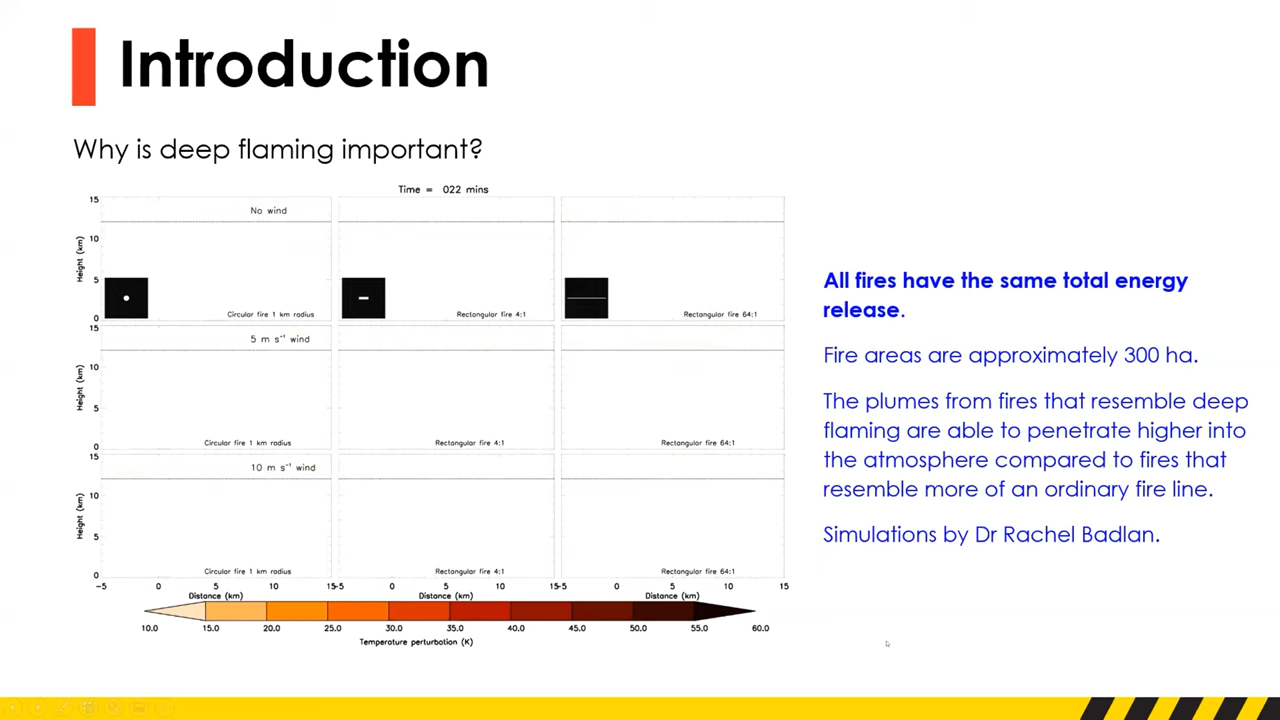 Introduction
Why is deep flaming important?
Time = 022 mins
15
10
5
0
Height (km)
No wind
Circular fire 1 km radius
Rectangular fire 4:1
Rectangular fire 64:1
15
10
5
0
Height (km)
5 m s⁻¹ wind
Circular fire 1 km radius
Rectangular fire 4:1
Rectangular fire 64:1
15
10
5
0
Height (km)
10 m s⁻¹ wind
Circular fire 1 km radius
Rectangular fire 4:1
Rectangular fire 64:1
-5 0 5 10 15-5 0 5 10 15-5 0 5 10 15
Distance (km) Distance (km) Distance (km)
10.0 15.0 20.0 25.0 30.0 35.0 40.0 45.0 50.0 55.0 60.0
Temperature perturbation (K)
All fires have the same total energy
release.
Fire areas are approximately 300 ha.
The plumes from fires that resemble deep
flaming are able to penetrate higher into
the atmosphere compared to fires that
resemble more of an ordinary fire line.
Simulations by Dr Rachel Badlan.